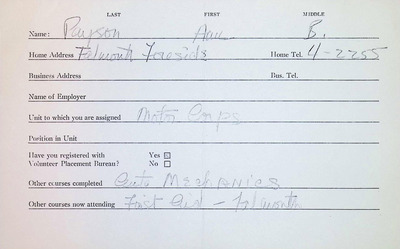 LAST FIRST MIDDLE
Name: Payson Ann B.
Home Address Falmouth Foreside Home Tel. 4-2255
Business Address Bus. Tel.
Name of Employer
Unit to which you are assigned Motor Corps
Position in Unit
Have you registered with Yes ☐
Volunteer Placement Bureau? No ☐
Other courses completed Auto Mechanics
Other courses now attending First Aid - Falmouth